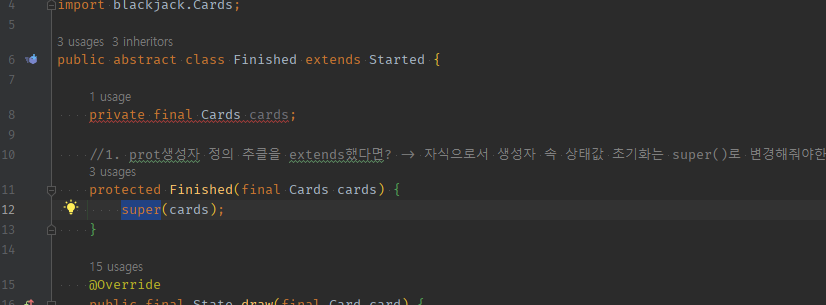 4 import blackjack.Cards;
5
3 usages 3 inheritors
6 public abstract class Finished extends Started {
7
1 usage
8 private final Cards cards;
9
10 //1. prot생성자 정의 추클을 extends했다면? -> 자식으로서 생성자 속 상태값 초기화는 super()로 변경해줘야한
3 usages
11 protected Finished(final Cards cards) {
12 super(cards);
13 }
14
15 usages
15 @Override
16 public final State draw(final Card card) {